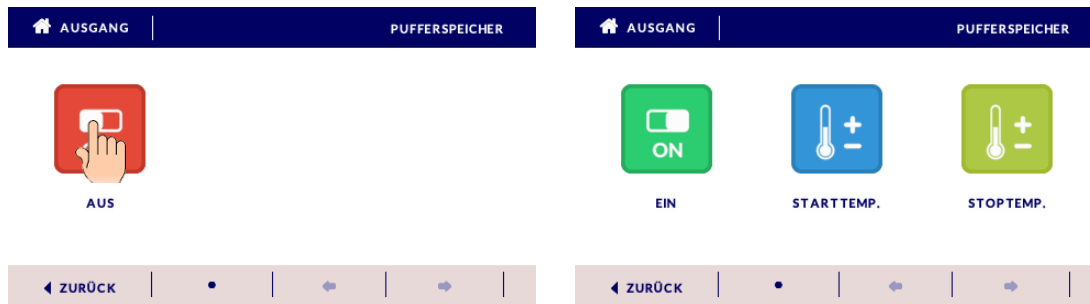 AUSGANG
PUFFERSPEICHER
AUS
ZURÜCK
AUSGANG
PUFFERSPEICHER
ON
EIN
STARTTEMP.
STOPTEMP.
ZURÜCK